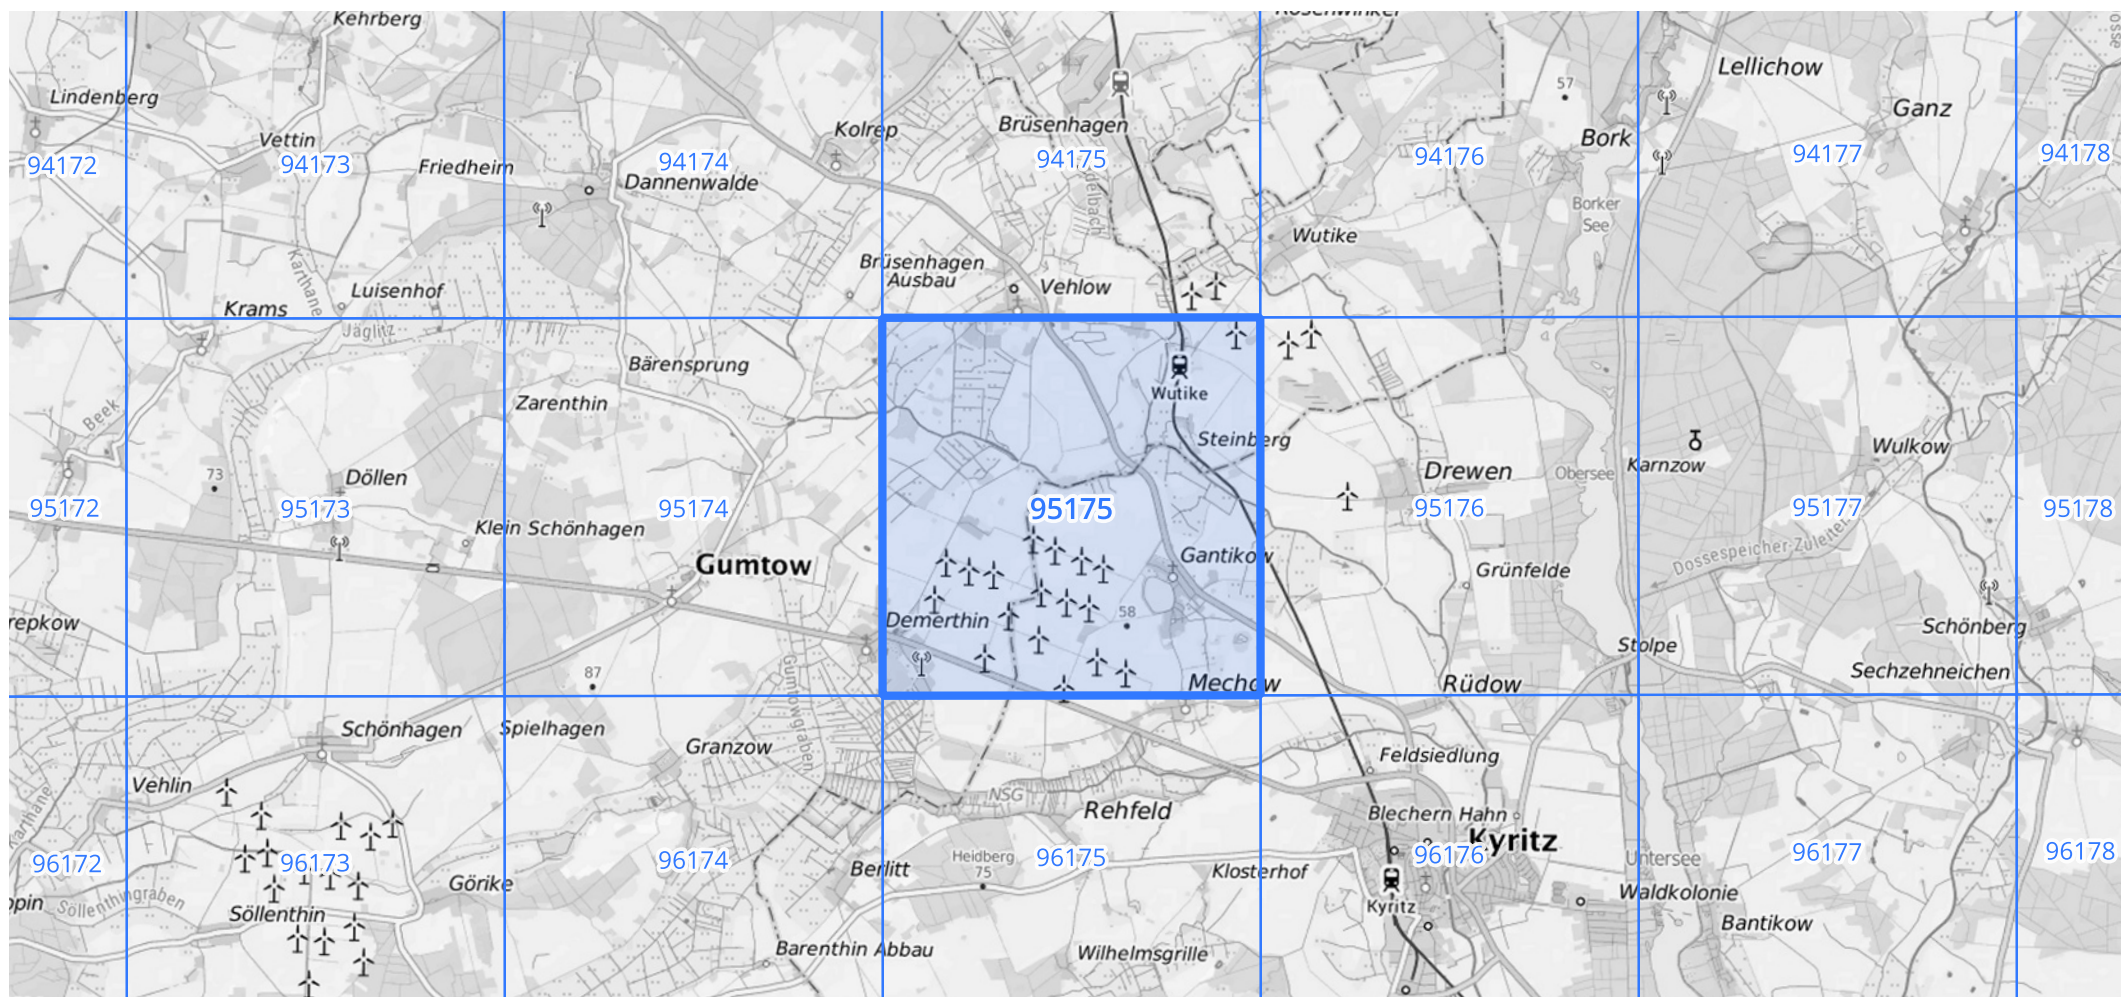 Kehrberg
Rosenwinkel
Lellichow
Lindenberg
Ganz
Kolrep
Brüsenhagen
Vettin
Bork
94172
94173
Friedheim
94174
94175
94176
94177
94178
Dannenwalde
Borker
See
Wutike
Karthane
Brüsenhagen
Ausbau
Luisenhof
Vehlow
Krams
Jäglitz
Bärensprung
Wutike
Zarenthin
Beek
Steinberg
Wulkow
73
Döllen
Drewen
Obersee
Karnzow
95172
95173
95174
95175
95176
95177
95178
Klein Schönhagen
Gumtow
Gantikow
Grünfelde
Dossespeicher-Zuleiter
repkow
Demerthin
58
Schönberg
Stolpe
Sechzehneichen
87
Gumtowgraben
Mechow
Rüdow
Schönhagen
Spielhagen
Granzow
Feldsiedlung
Vehlin
NSG
Rehfeld
Blechern Hahn
Kyritz
96172
96173
96174
96175
96176
96177
96178
Berlitt
Heidberg
75
Klosterhof
Untersee
Görike
Waldkolonie
Söllenthingraben
Söllenthin
Kyritz
Bantikow
Barenthin Abbau
Wilhelmsgrille